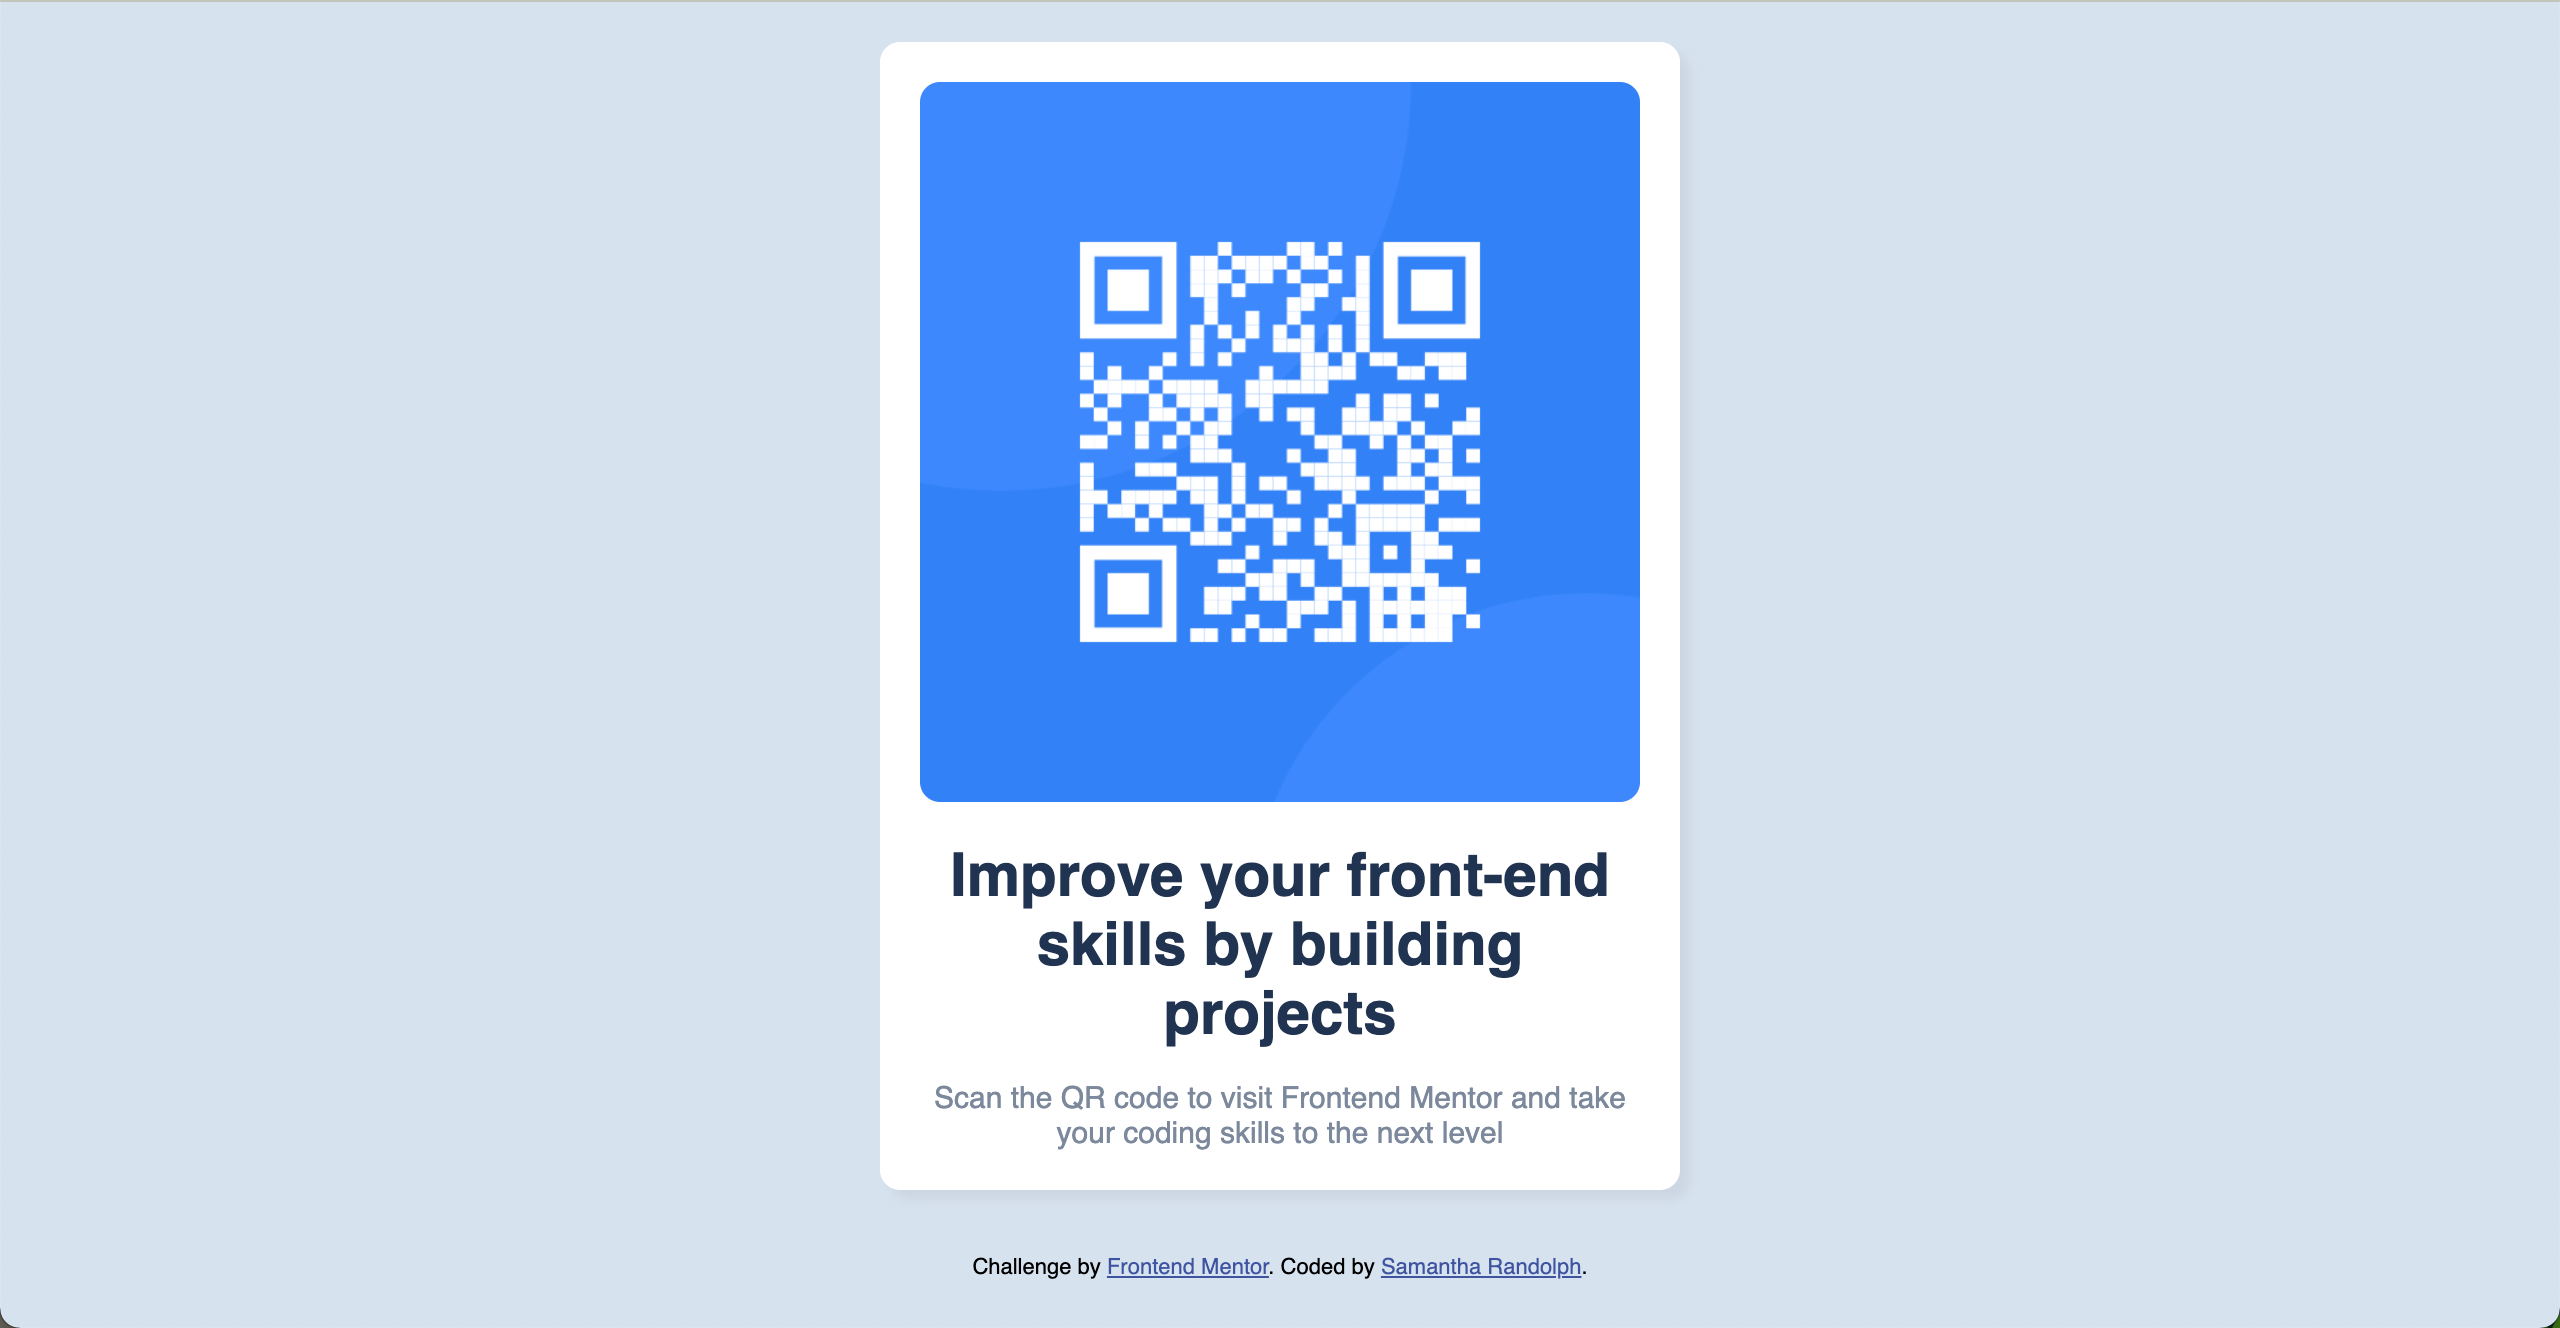 Improve your front-end
skills by building
projects
Scan the QR code to visit Frontend Mentor and take
your coding skills to the next level
Challenge by Frontend Mentor. Coded by Samantha Randolph.